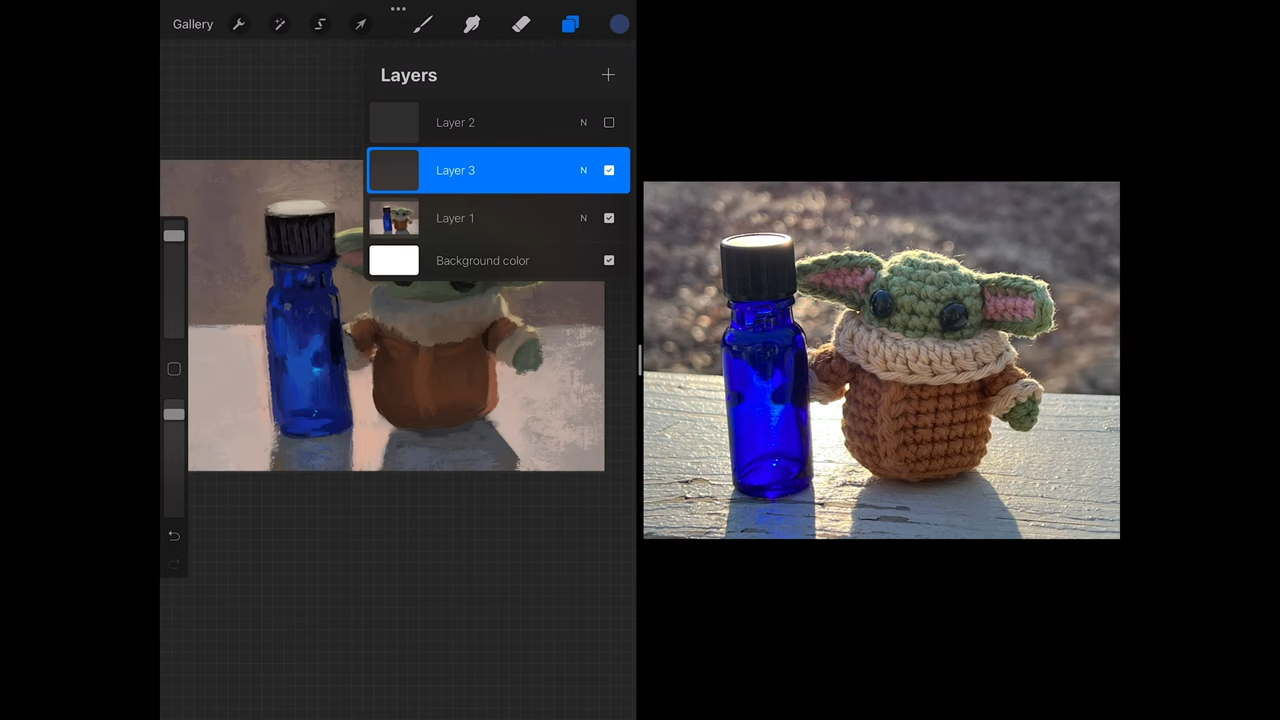 Gallery
Layers
Layer 2 N
Layer 3 N
Layer 1 N
Background color